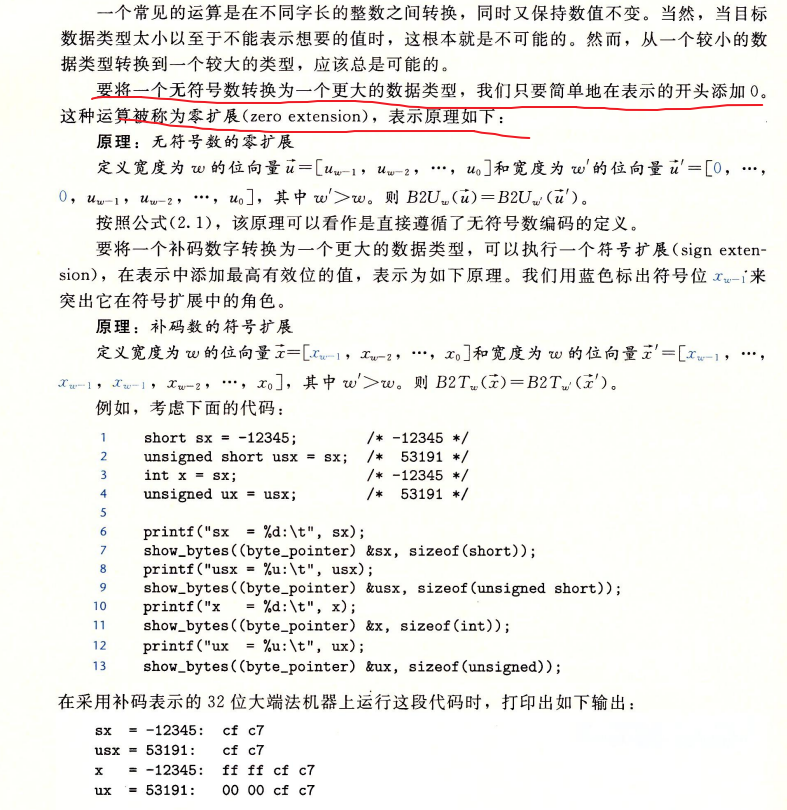 一个常见的运算是在不同字长的整数之间转换,同时又保持数值不变。当然,当目标
数据类型太小以至于不能表示想要的值时,这根本就是不可能的。然而,从一个较小的数
据类型转换到一个较大的类型,应该总是可能的。
要将一个无符号数转换为一个更大的数据类型,我们只要简单地在表示的开头添加0。
这种运算被称为零扩展(zero extension),表示原理如下:
原理:无符号数的零扩展
定义宽度为 w 的位向量 u⃗=[u_{w-1}, u_{w-2}, …, u_0]和宽度为 w′的位向量 u⃗′=[0, …,
0, u_{w-1}, u_{w-2}, …, u_0],其中 w′>w。则 B2U_w(u⃗)=B2U_{w′}(u⃗′)。
按照公式(2.1),该原理可以看作是直接遵循了无符号数编码的定义。
要将一个补码数字转换为一个更大的数据类型,可以执行一个符号扩展(sign exten-
sion),在表示中添加最高有效位的值,表示为如下原理。我们用蓝色标出符号位 x_{w-1}来
突出它在符号扩展中的角色。
原理:补码数的符号扩展
定义宽度为 w 的位向量 x⃗=[x_{w-1}, x_{w-2}, …, x_0]和宽度为 w 的位向量 x⃗′=[x_{w-1}, …,
x_{w-1}, x_{w-1}, x_{w-2}, …, x_0],其中 w′>w。则 B2T_w(x⃗)=B2T_{w′}(x⃗′)。
例如,考虑下面的代码:
1 short sx = -12345; /* -12345 */
2 unsigned short usx = sx; /* 53191 */
3 int x = sx; /* -12345 */
4 unsigned ux = usx; /* 53191 */
5
6 printf("sx = %d:\t", sx);
7 show_bytes((byte_pointer) &sx, sizeof(short));
8 printf("usx = %u:\t", usx);
9 show_bytes((byte_pointer) &usx, sizeof(unsigned short));
10 printf("x = %d:\t", x);
11 show_bytes((byte_pointer) &x, sizeof(int));
12 printf("ux = %u:\t", ux);
13 show_bytes((byte_pointer) &ux, sizeof(unsigned));
在采用补码表示的 32 位大端法机器上运行这段代码时,打印出如下输出:
sx = -12345: cf c7
usx = 53191: cf c7
x = -12345: ff ff cf c7
ux = 53191: 00 00 cf c7